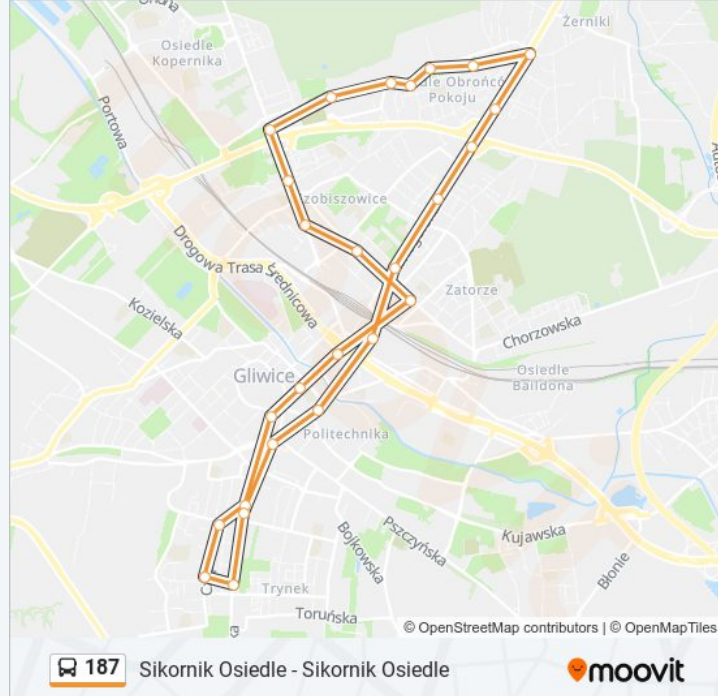 Żerniki
Osiedle
Kopernika
Portowa
dle Obrońców
Pokoju
zobiszowice
Drogowa Trasa Średnicowa
Zatorze
Kozielska
Chorzowska
Gliwice
Osiedle
Baildona
Politechnika
Bojkowska
Pszczyńska
Kujawska
Błonie
Trynek
Toruńska
© OpenStreetMap contributors | © OpenMapTiles
187 Sikornik Osiedle - Sikornik Osiedle moovit